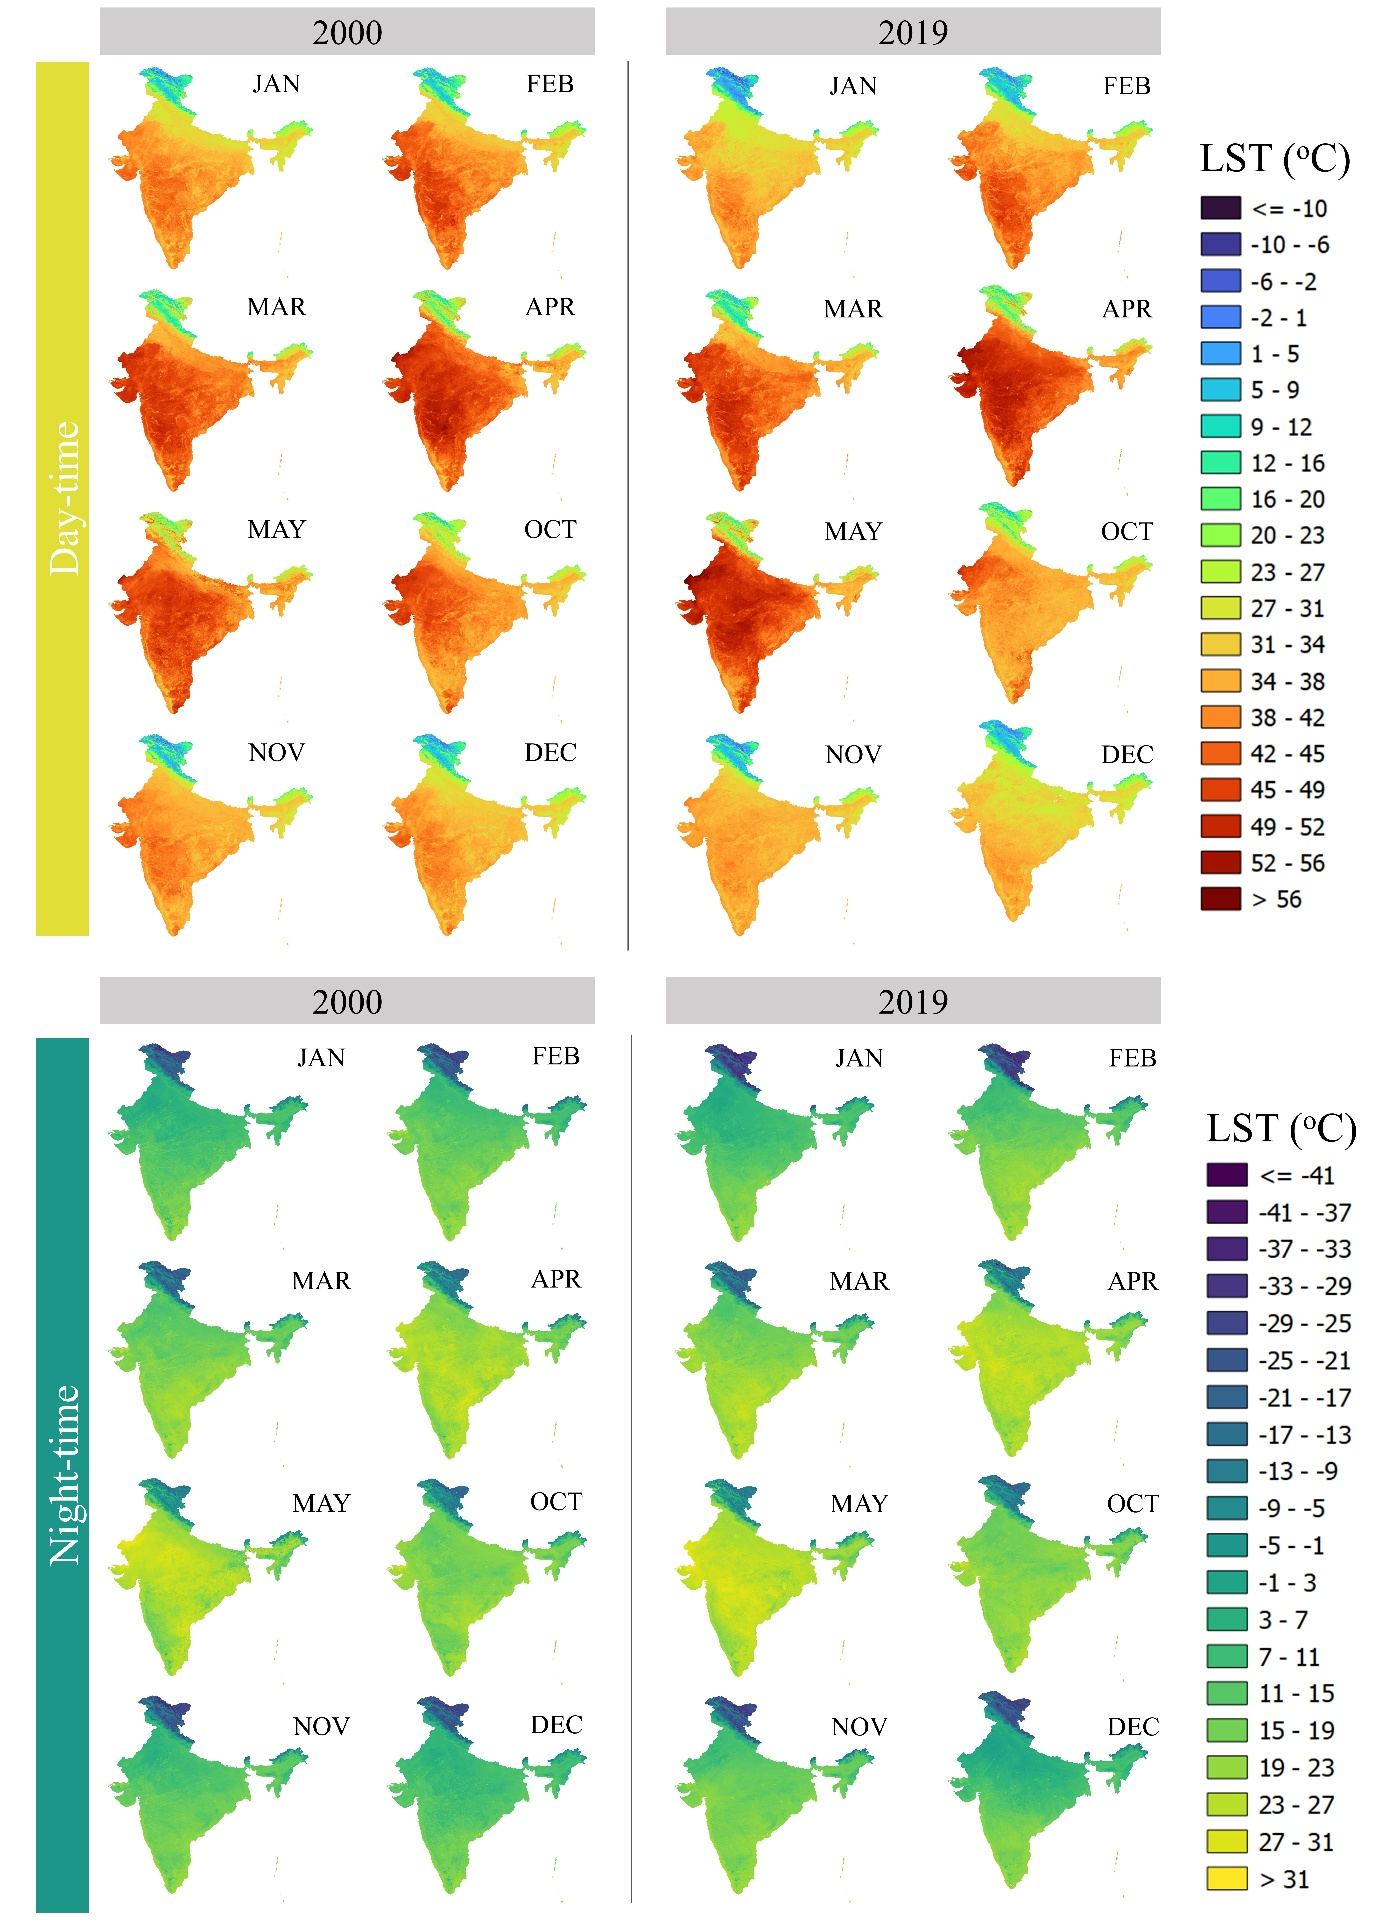 2000
2019
Day-time
JAN
FEB
JAN
FEB
MAR
APR
MAR
APR
MAY
OCT
MAY
OCT
NOV
DEC
NOV
DEC
LST (°C)
<= -10
-10 - -6
-6 - -2
-2 - 1
1 - 5
5 - 9
9 - 12
12 - 16
16 - 20
20 - 23
23 - 27
27 - 31
31 - 34
34 - 38
38 - 42
42 - 45
45 - 49
49 - 52
52 - 56
> 56
2000
2019
Night-time
JAN
FEB
JAN
FEB
MAR
APR
MAR
APR
MAY
OCT
MAY
OCT
NOV
DEC
NOV
DEC
LST (°C)
<= -41
-41 - -37
-37 - -33
-33 - -29
-29 - -25
-25 - -21
-21 - -17
-17 - -13
-13 - -9
-9 - -5
-5 - -1
-1 - 3
3 - 7
7 - 11
11 - 15
15 - 19
19 - 23
23 - 27
27 - 31
> 31